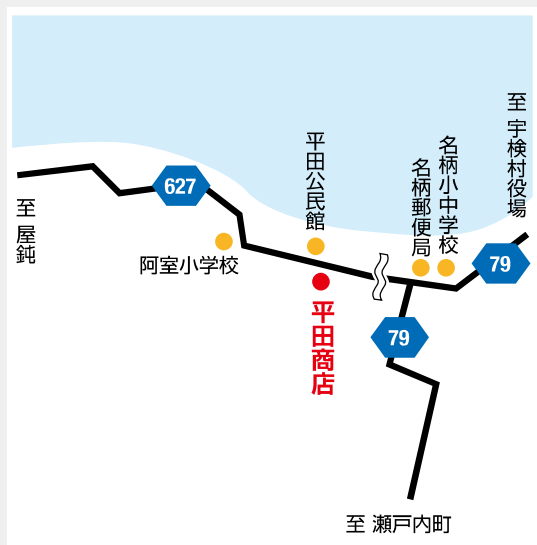 至 宇検村役場
名柄小中学校
名柄郵便局
平田公民館
627
至 屋鈍
阿室小学校
79
平田商店
79
至 瀬戸内町